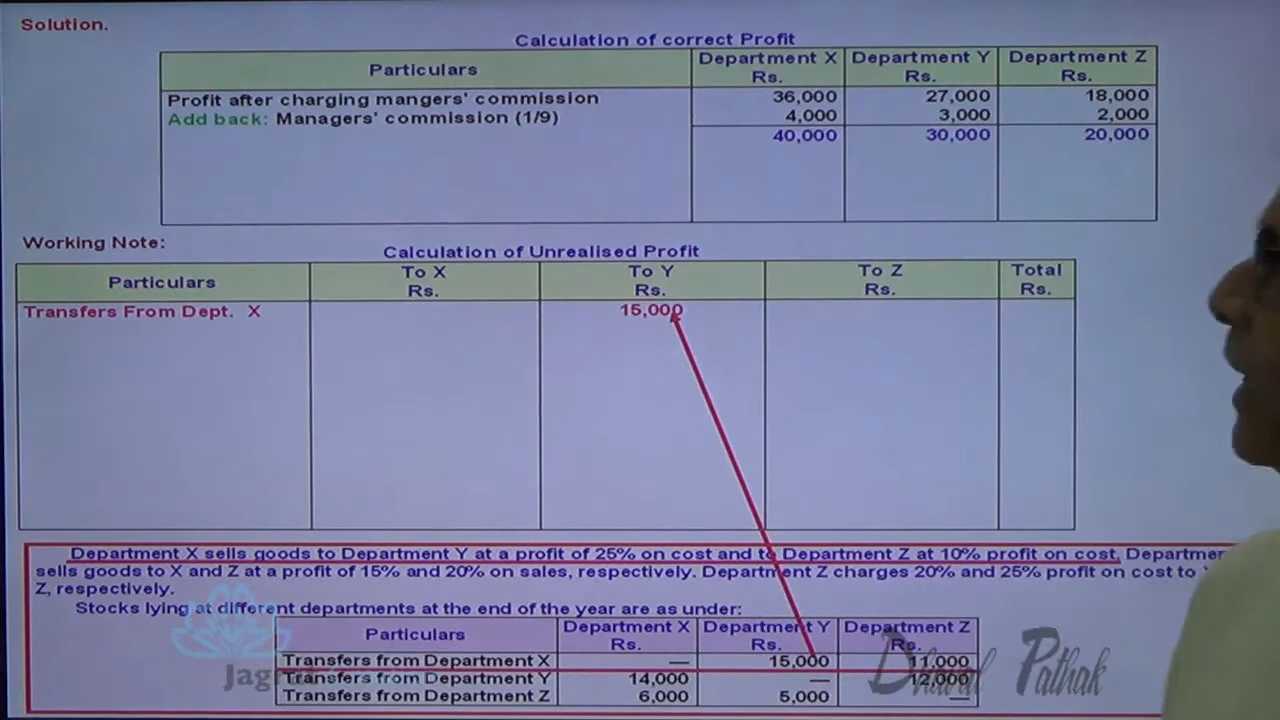 Solution.
Calculation of correct Profit
Particulars Department X Rs. Department Y Rs. Department Z Rs.
Profit after charging mangers' commission 36,000 27,000 18,000
Add back: Managers' commission (1/9) 4,000 3,000 2,000
40,000 30,000 20,000
Working Note:
Calculation of Unrealised Profit
Particulars To X Rs. To Y Rs. To Z Rs. Total Rs.
Transfers From Dept. X 15,000
Department X sells goods to Department Y at a profit of 25% on cost and to Department Z at 10% profit on cost,
sells goods to X and Z at a profit of 15% and 20% on sales, respectively. Department Z charges 20% and 25% profit on cost to
Z, respectively.
Stocks lying at different departments at the end of the year are as under:
Particulars Department X Rs. Department Y Rs. Department Z Rs.
Transfers from Department X — 15,000 11,000
Transfers from Department Y 14,000 — 12,000
Transfers from Department Z 6,000 5,000 —
Pathak